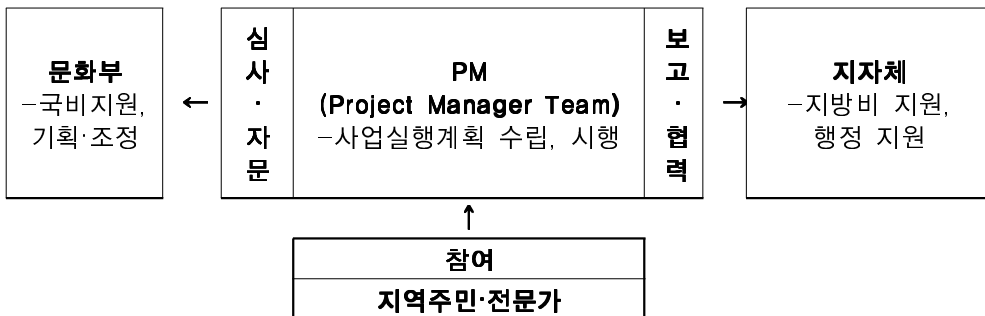 문화부
-국비지원,
기획·조정
←
심사·자문
PM
(Project Manager Team)
-사업실행계획 수립, 시행
보고·협력
→
지자체
-지방비 지원,
행정 지원
↑
참여
지역주민·전문가